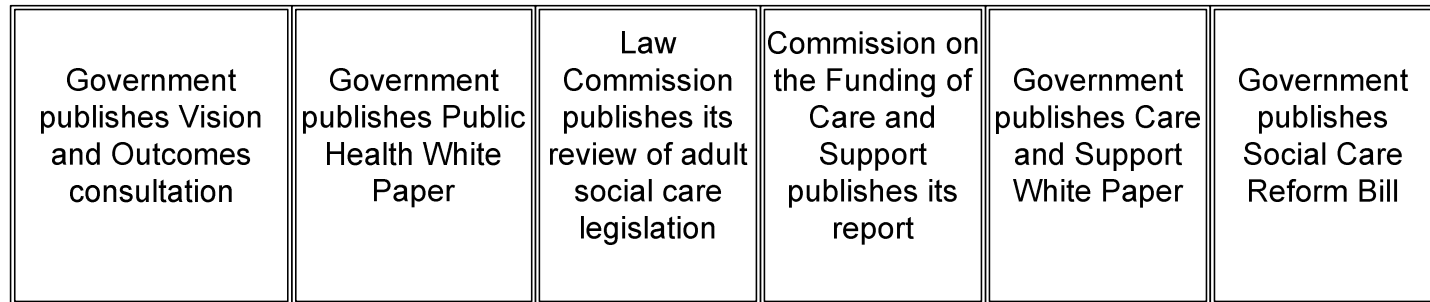 Government
publishes Vision
and Outcomes
consultation
Government
publishes Public
Health White
Paper
Law
Commission
publishes its
review of adult
social care
legislation
Commission on
the Funding of
Care and
Support
publishes its
report
Government
publishes Care
and Support
White Paper
Government
publishes
Social Care
Reform Bill